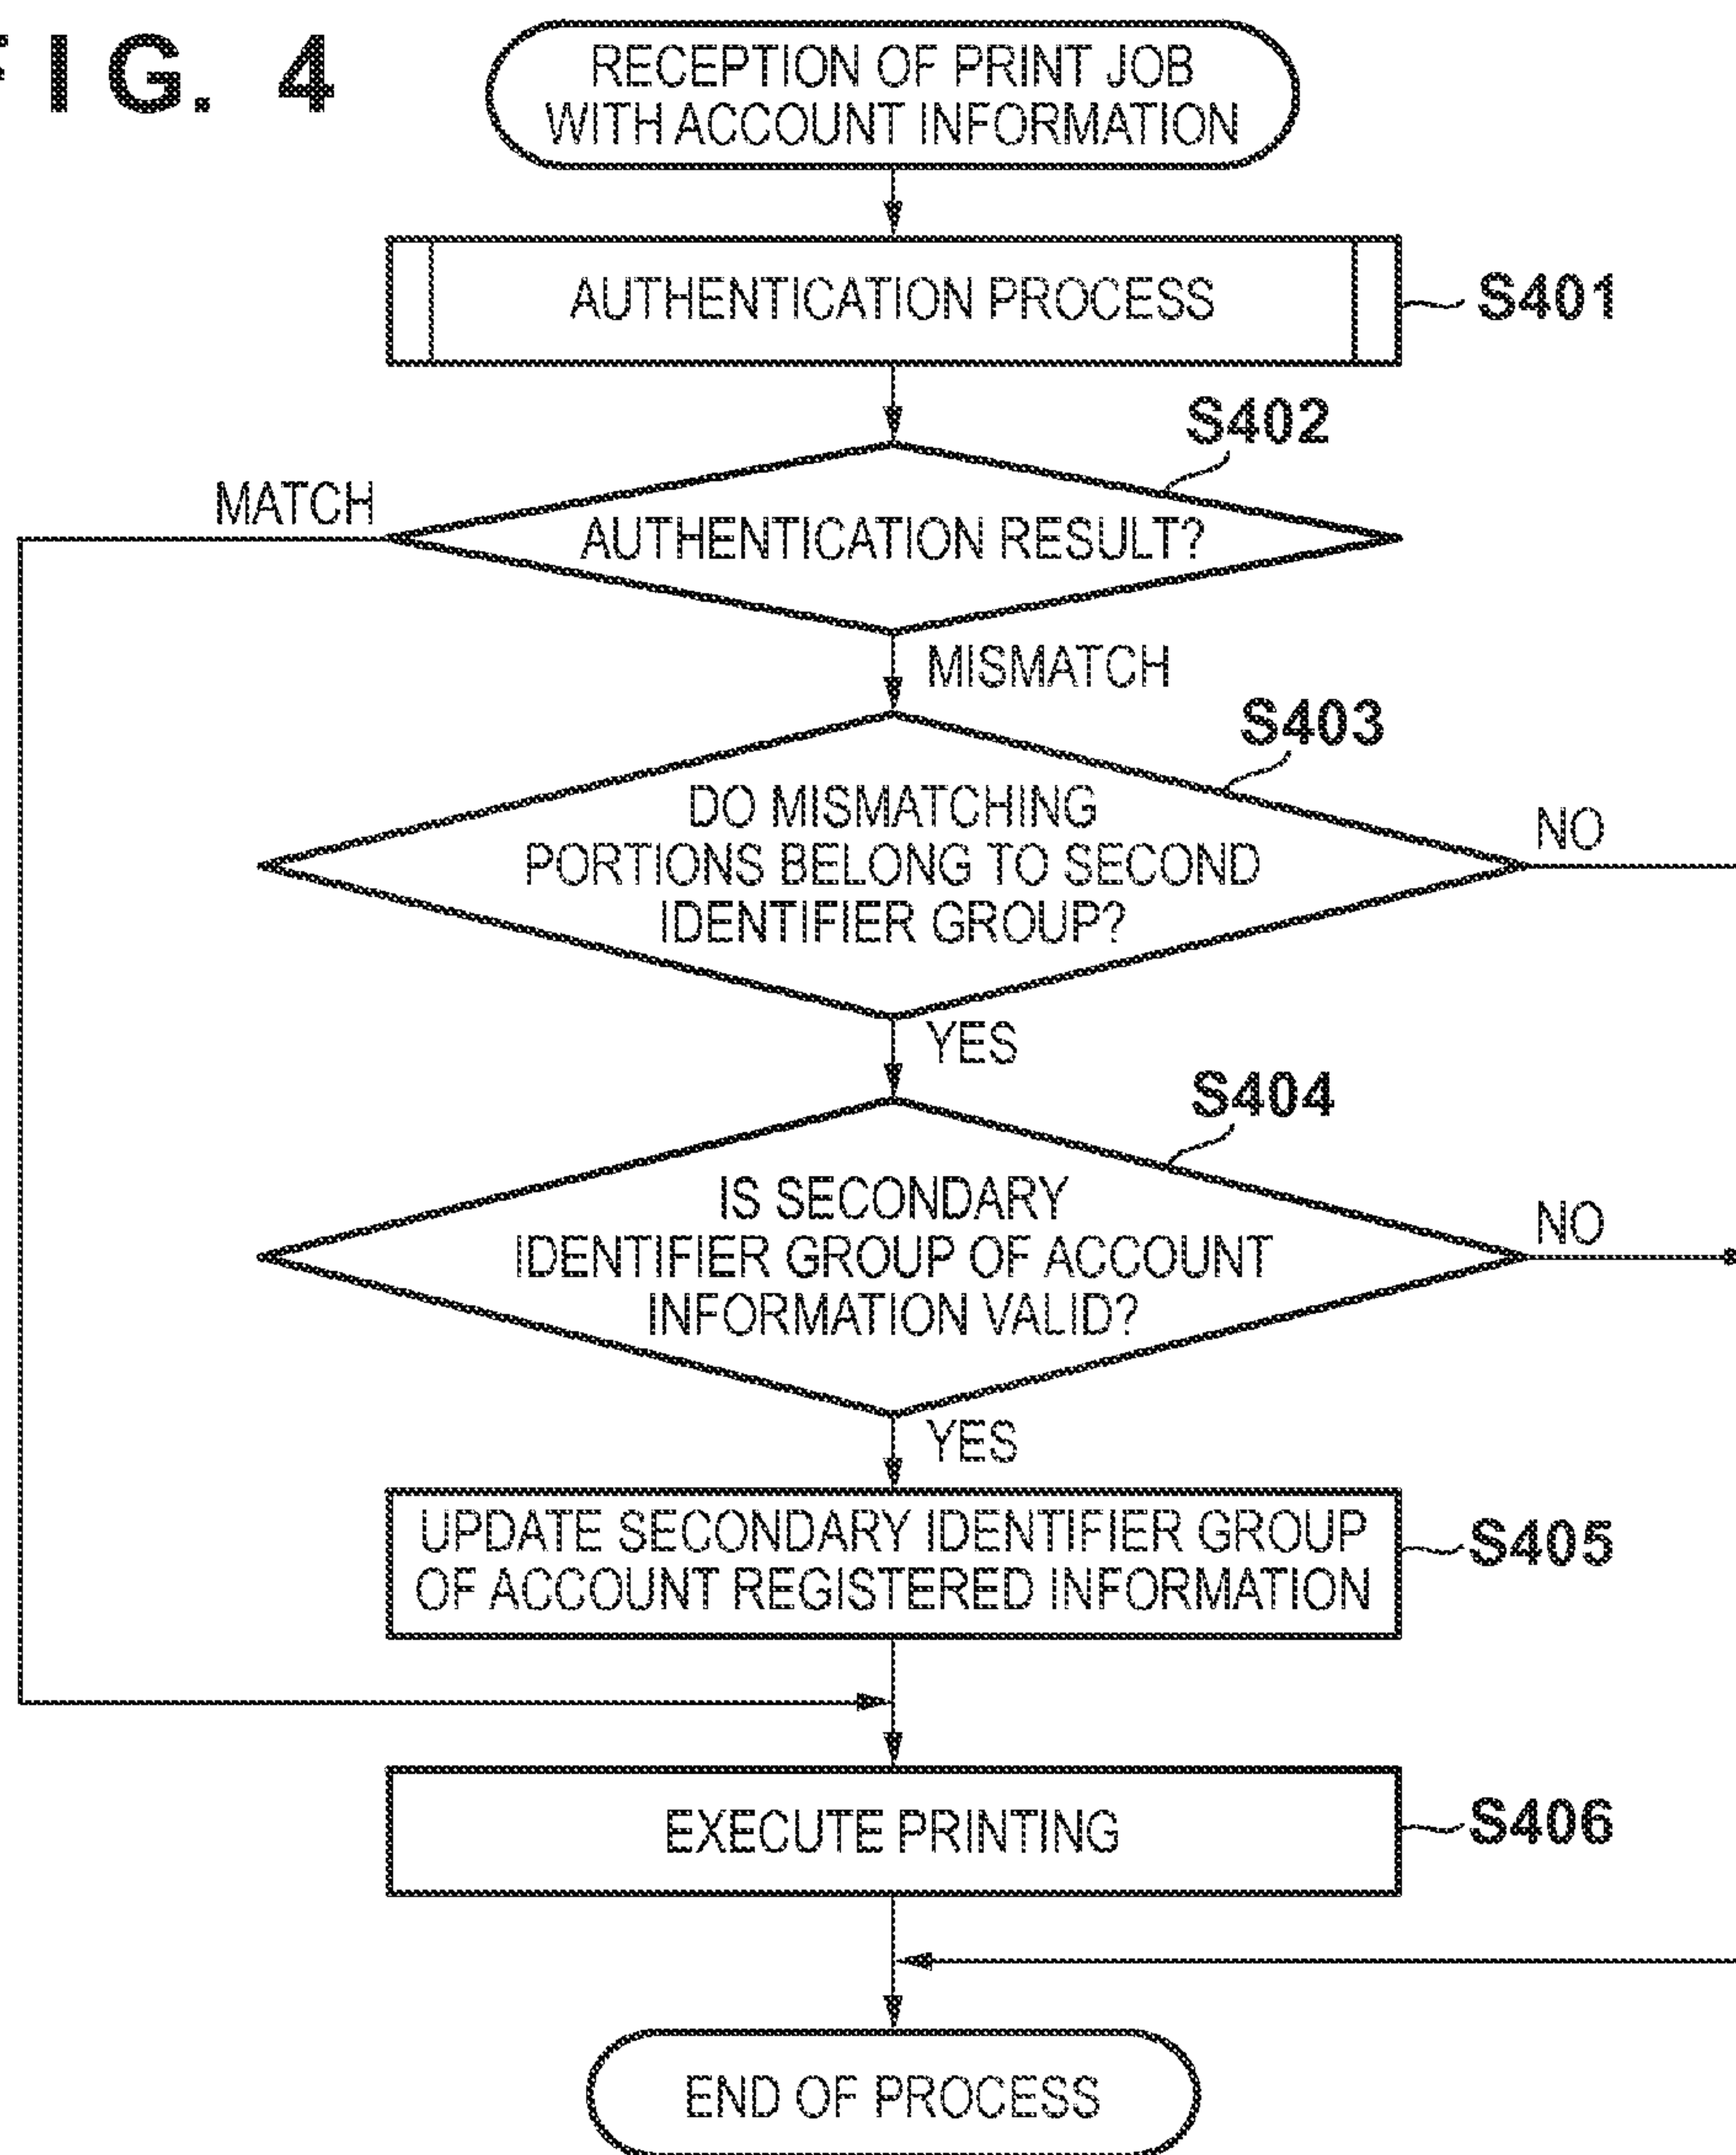 FIG. 4
RECEPTION OF PRINT JOB
WITH ACCOUNT INFORMATION
AUTHENTICATION PROCESS
S401
S402
MATCH
AUTHENTICATION RESULT?
MISMATCH
S403
DO MISMATCHING
PORTIONS BELONG TO SECOND
IDENTIFIER GROUP?
NO
YES
S404
IS SECONDARY
IDENTIFIER GROUP OF ACCOUNT
INFORMATION VALID?
NO
YES
UPDATE SECONDARY IDENTIFIER GROUP
OF ACCOUNT REGISTERED INFORMATION
S405
EXECUTE PRINTING
S406
END OF PROCESS